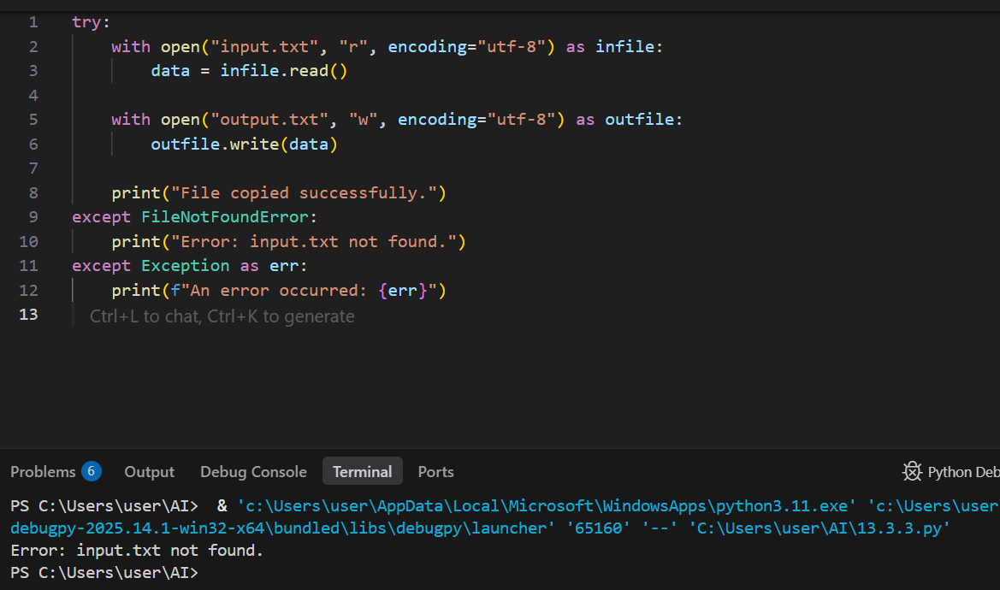 1 try:
2     with open("input.txt", "r", encoding="utf-8") as infile:
3         data = infile.read()
4
5     with open("output.txt", "w", encoding="utf-8") as outfile:
6         outfile.write(data)
7
8     print("File copied successfully.")
9 except FileNotFoundError:
10     print("Error: input.txt not found.")
11 except Exception as err:
12     print(f"An error occurred: {err}")
13 Ctrl+L to chat, Ctrl+K to generate
Problems 6 Output Debug Console Terminal Ports Python Deb
PS C:\Users\user\AI>  & 'c:\Users\user\AppData\Local\Microsoft\WindowsApps\python3.11.exe' 'c:\Users\user
debugpy-2025.14.1-win32-x64\bundled\libs\debugpy\launcher' '65160' '--' 'C:\Users\user\AI\13.3.3.py'
Error: input.txt not found.
PS C:\Users\user\AI>